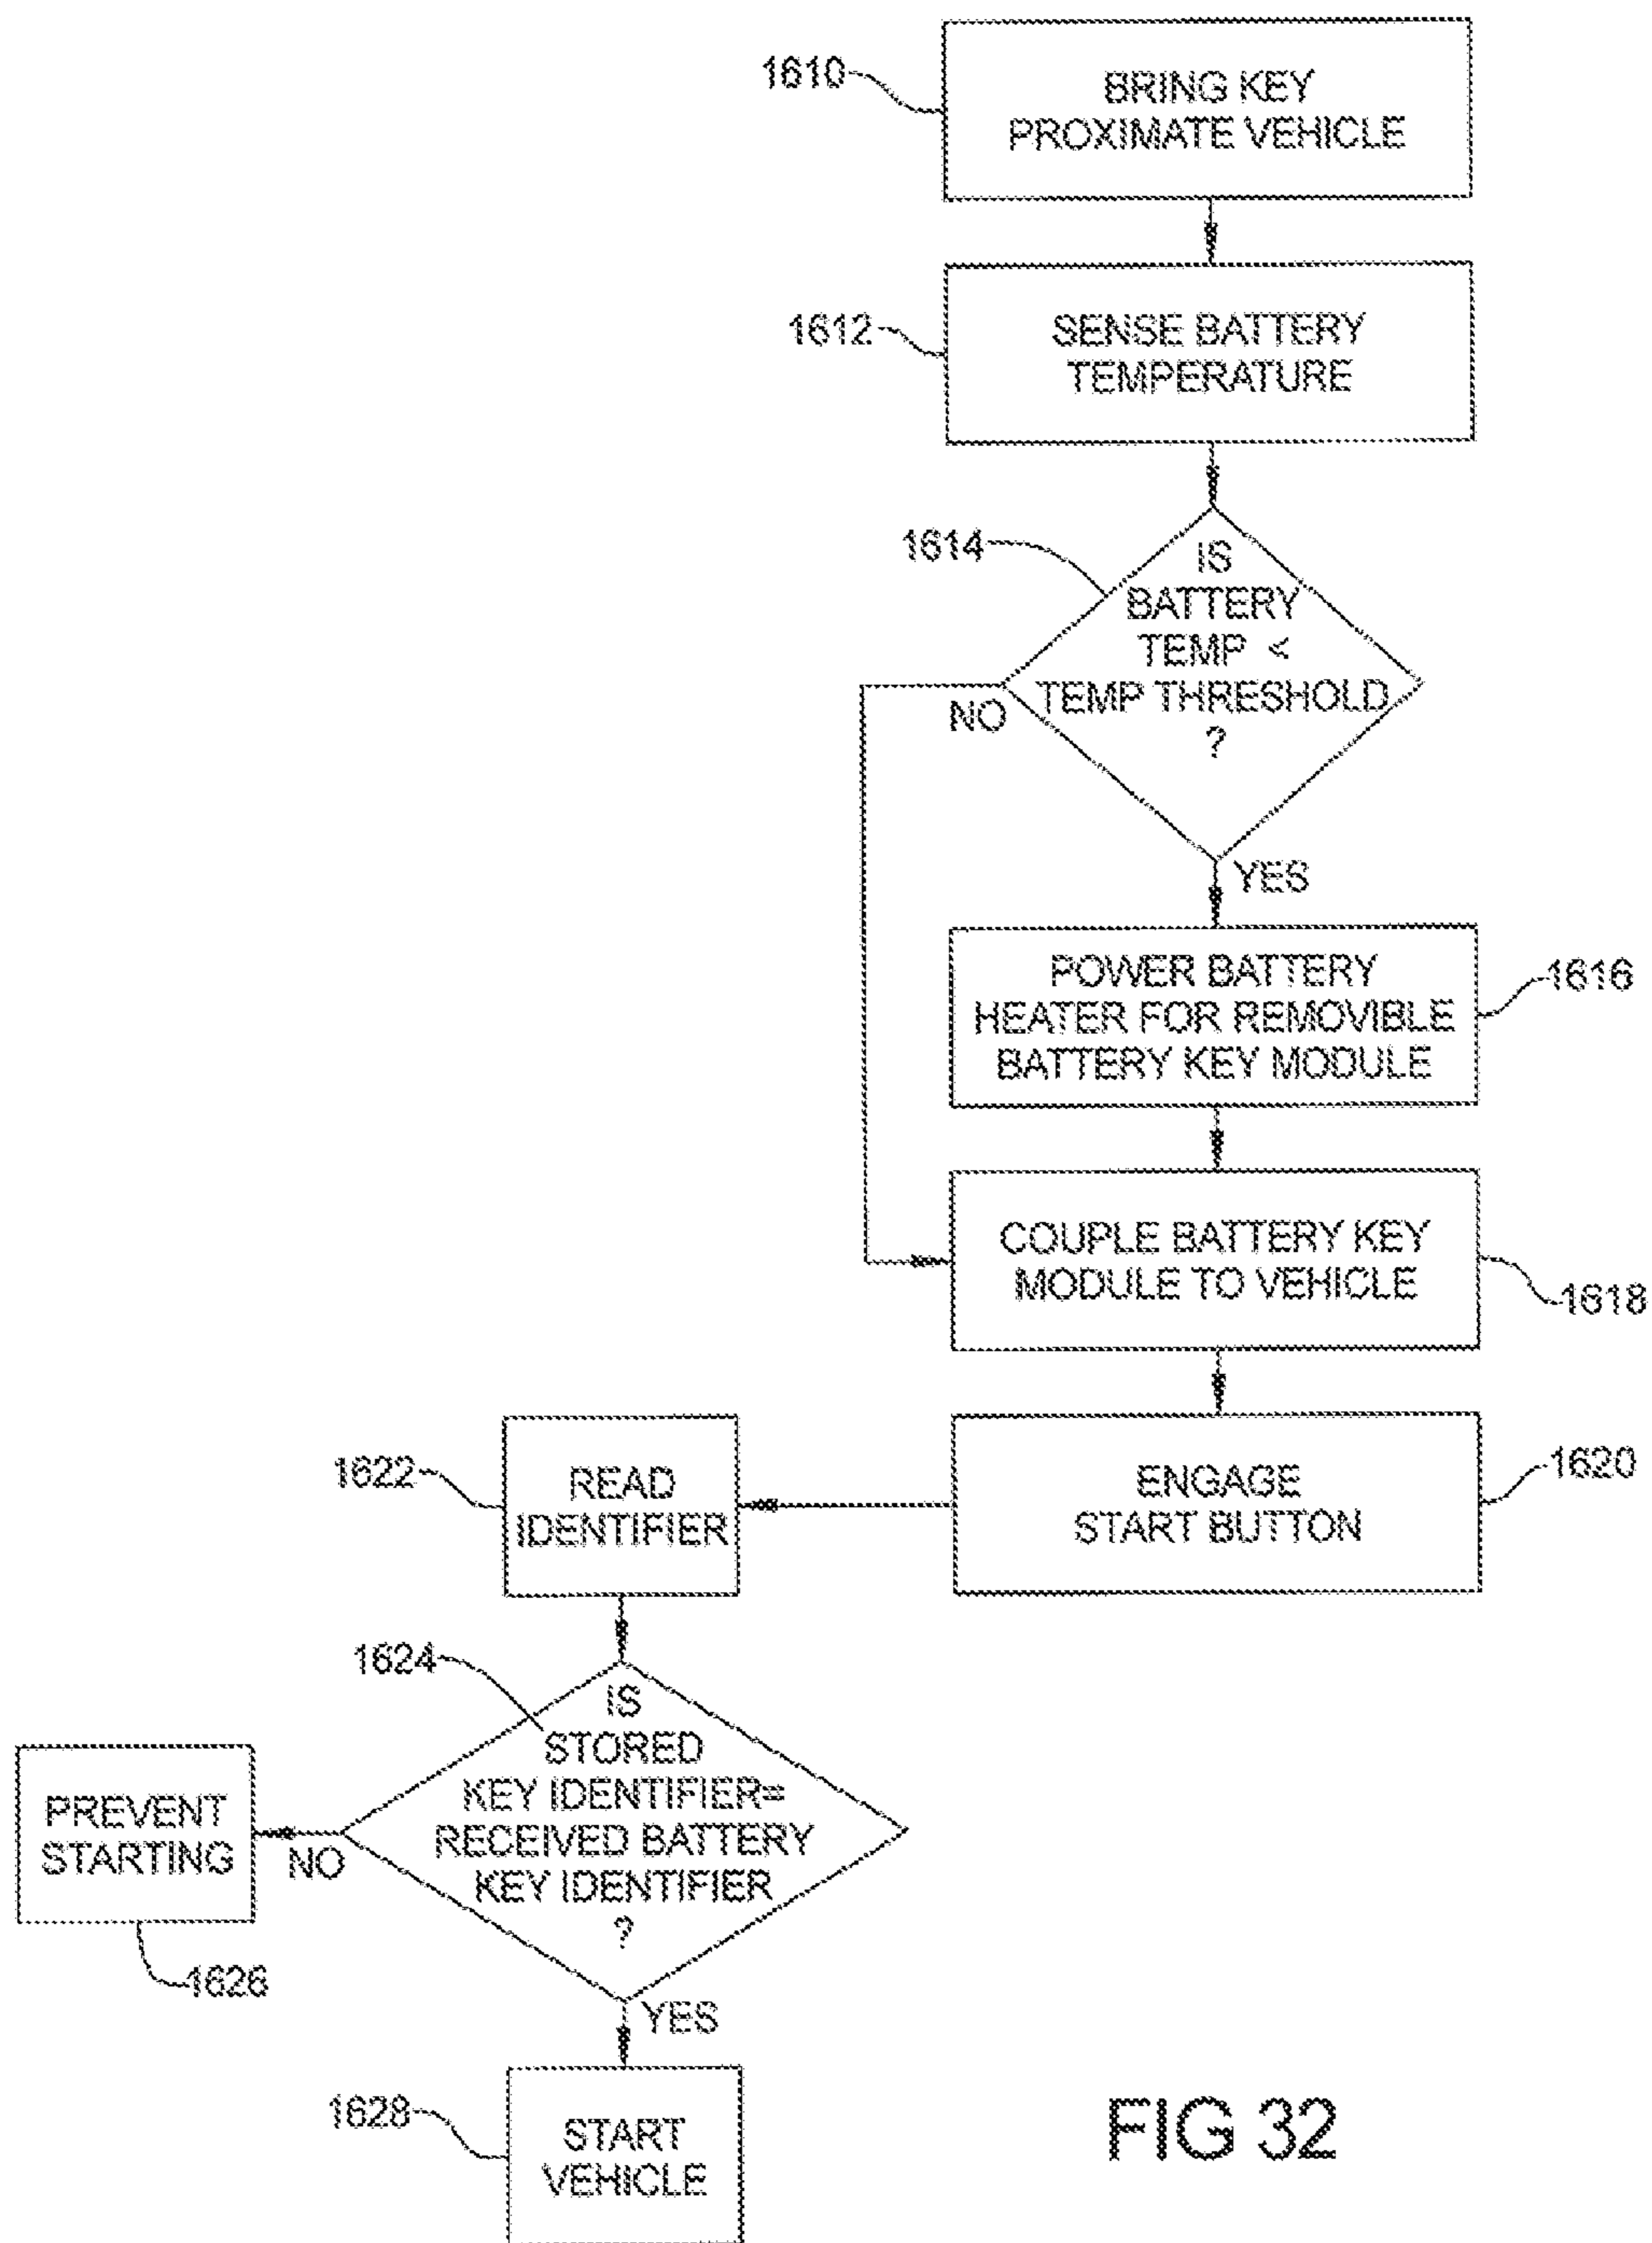 1610
BRING KEY
PROXIMATE VEHICLE
1612
SENSE BATTERY
TEMPERATURE
1614
IS
BATTERY
TEMP <
TEMP THRESHOLD
?
NO
YES
POWER BATTERY
HEATER FOR REMOVIBLE
BATTERY KEY MODULE
1616
COUPLE BATTERY KEY
MODULE TO VEHICLE
1618
ENGAGE
START BUTTON
1620
1622
READ
IDENTIFIER
1624
IS
STORED
KEY IDENTIFIER=
RECEIVED BATTERY
KEY IDENTIFIER
?
NO
PREVENT
STARTING
1626
YES
1628
START
VEHICLE
FIG 32